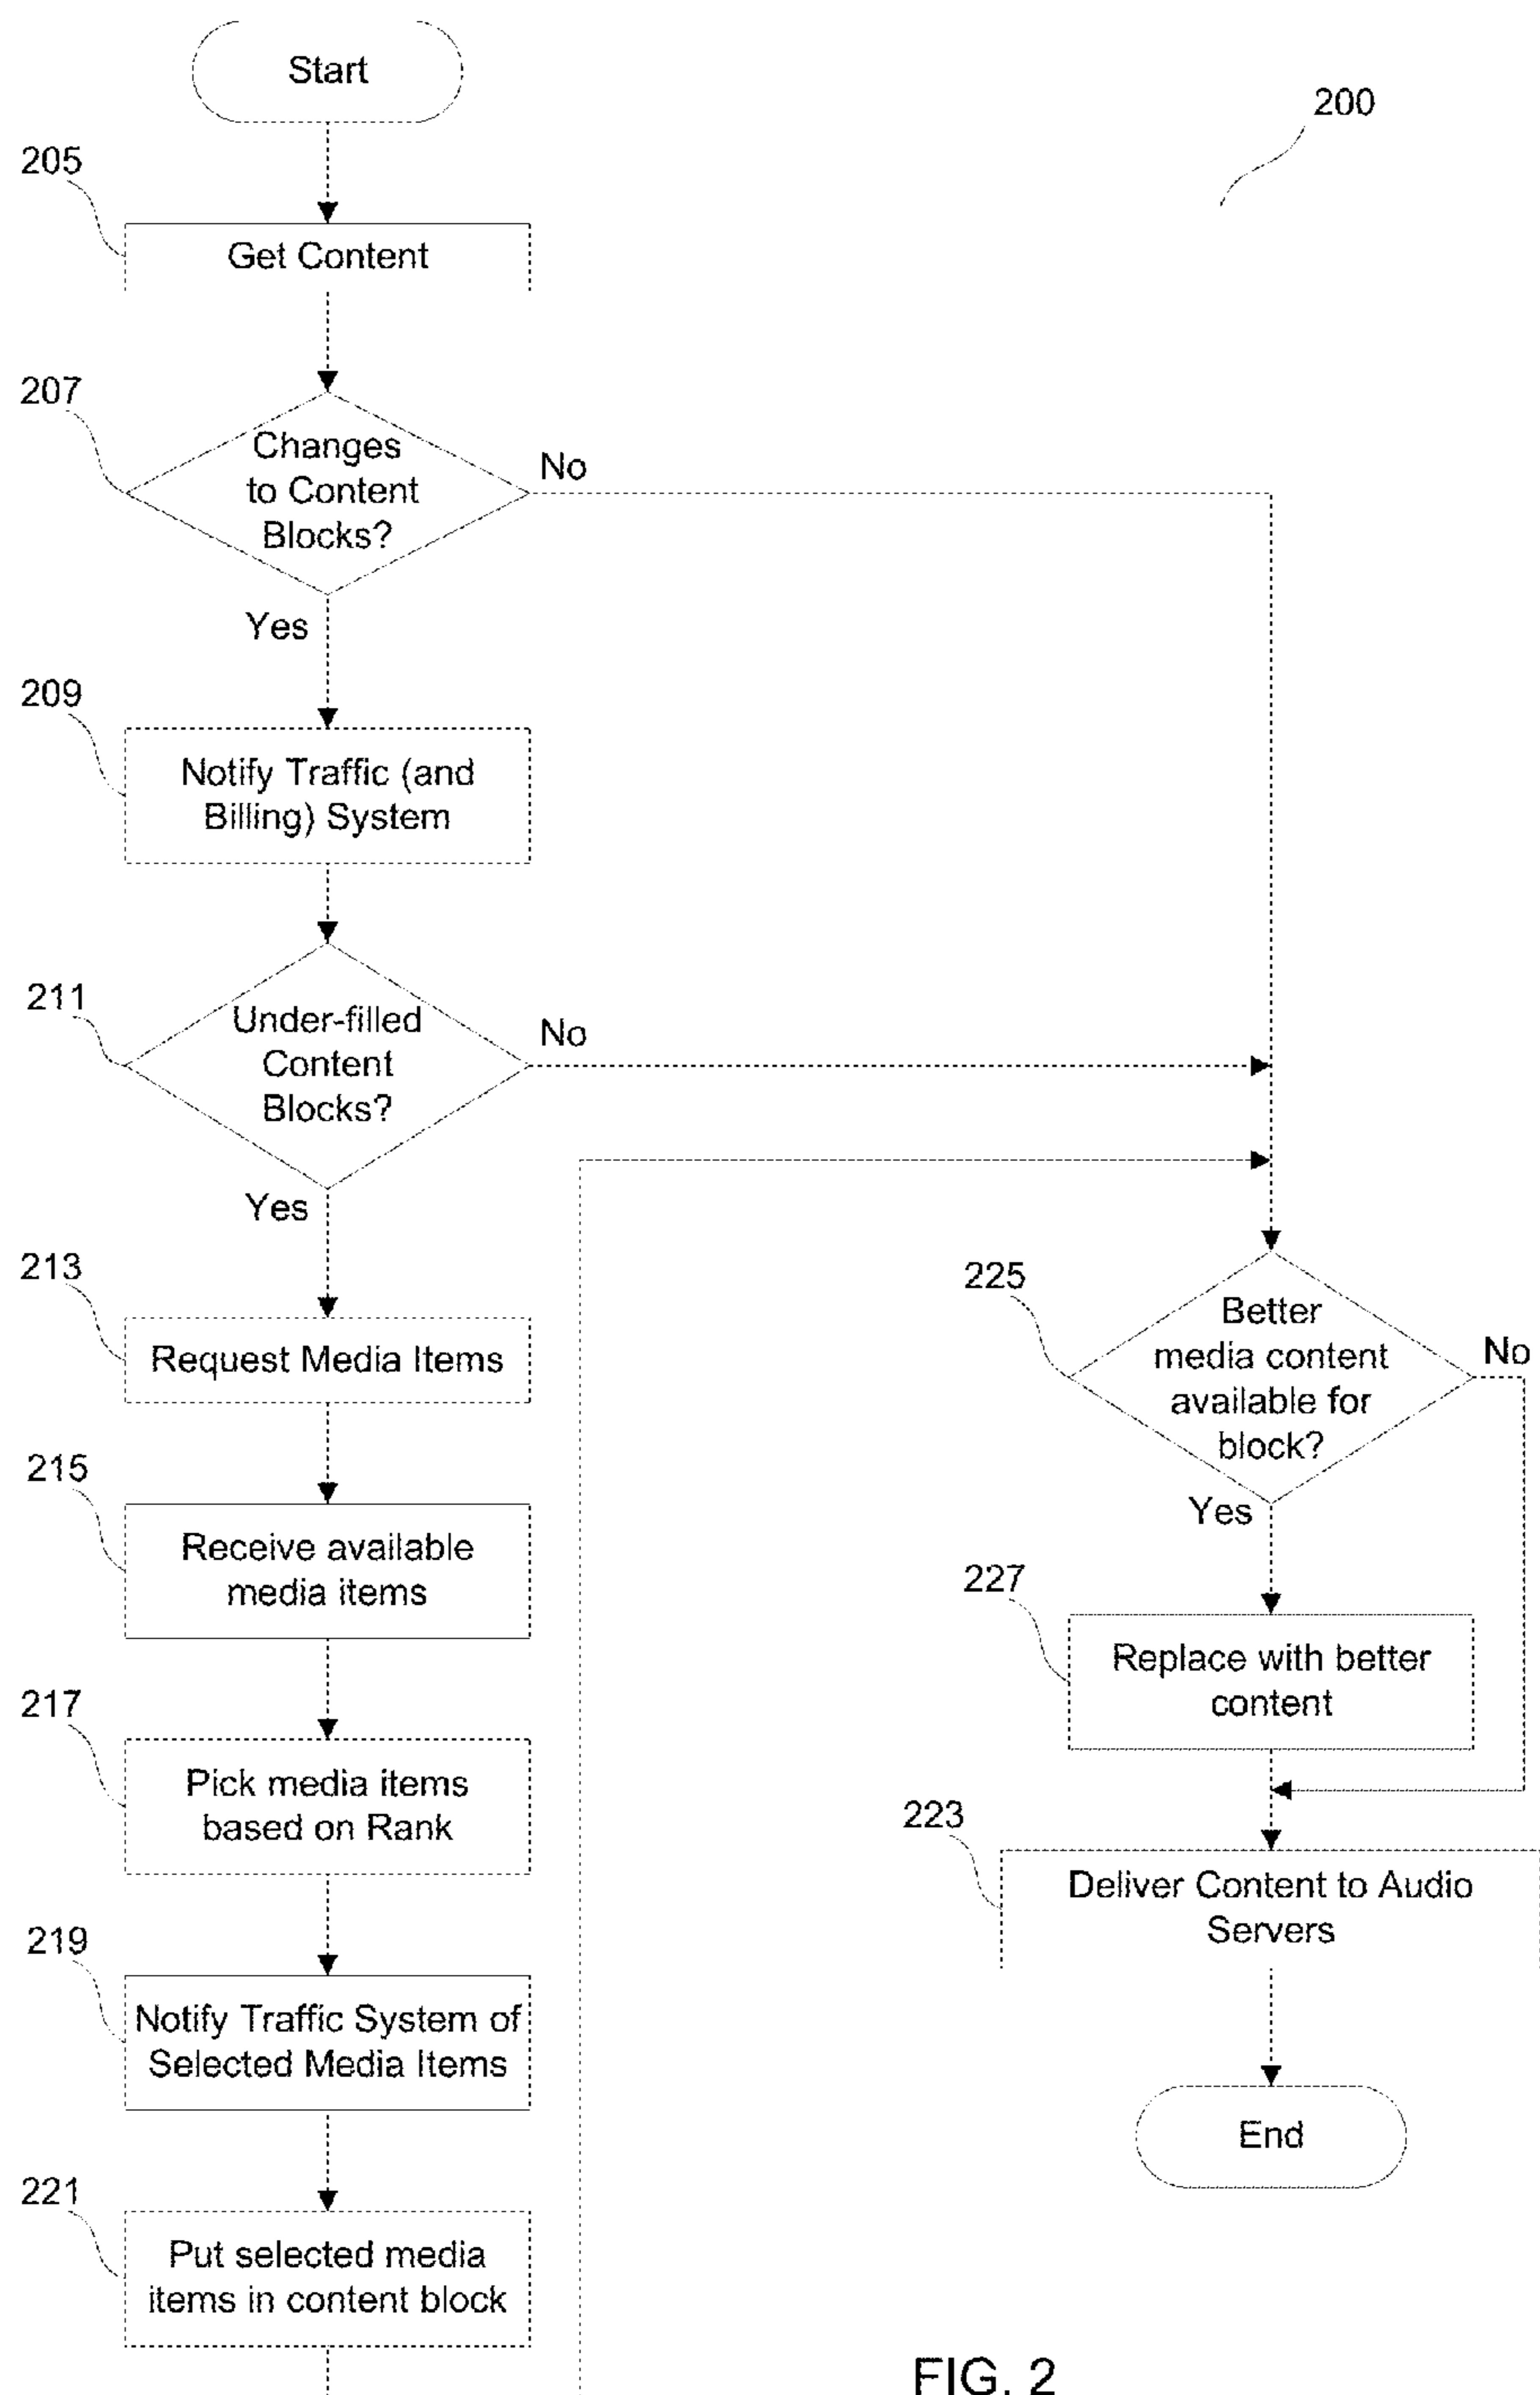 Start
200
205
Get Content
207
Changes
to Content
Blocks?
No
Yes
209
Notify Traffic (and
Billing) System
211
Under-filled
Content
Blocks?
No
Yes
213
Request Media Items
215
Receive available
media items
217
Pick media items
based on Rank
219
Notify Traffic System of
Selected Media Items
221
Put selected media
items in content block
225
Better
media content
available for
block?
No
Yes
227
Replace with better
content
223
Deliver Content to Audio
Servers
End
FIG. 2